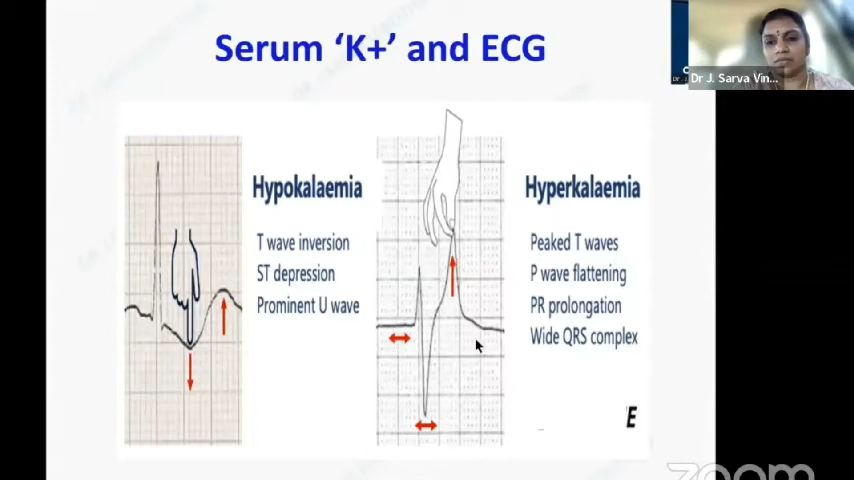 Serum ‘K+’ and ECG
Dr J. Sarva Vin...
Hypokalaemia
T wave inversion
ST depression
Prominent U wave
Hyperkalaemia
Peaked T waves
P wave flattening
PR prolongation
Wide QRS complex
E
zoom